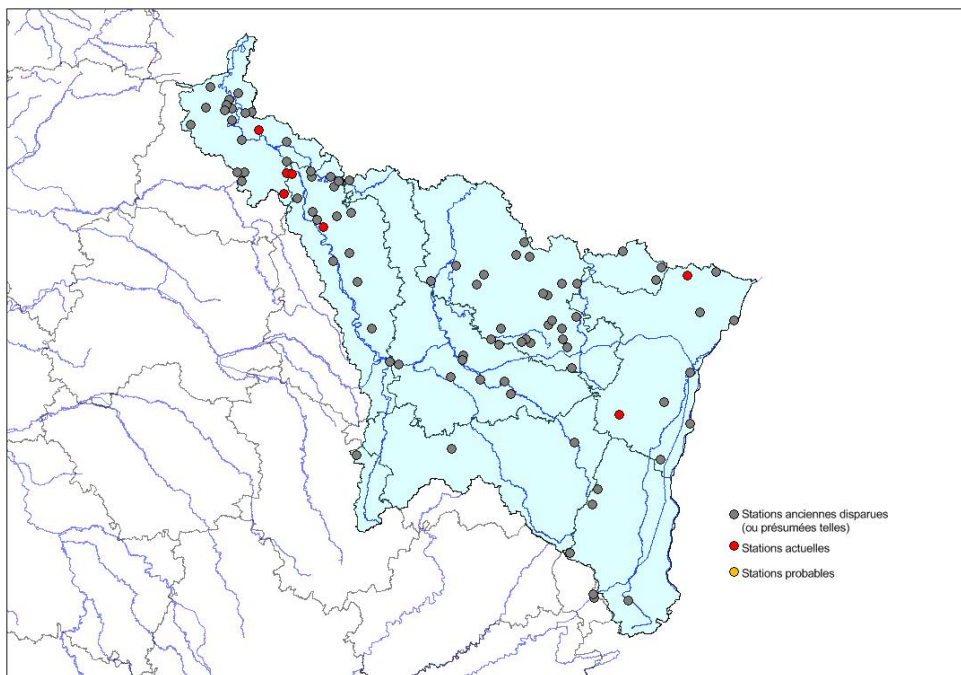 Stations anciennes disparues
(ou présumées telles)
Stations actuelles
Stations probables